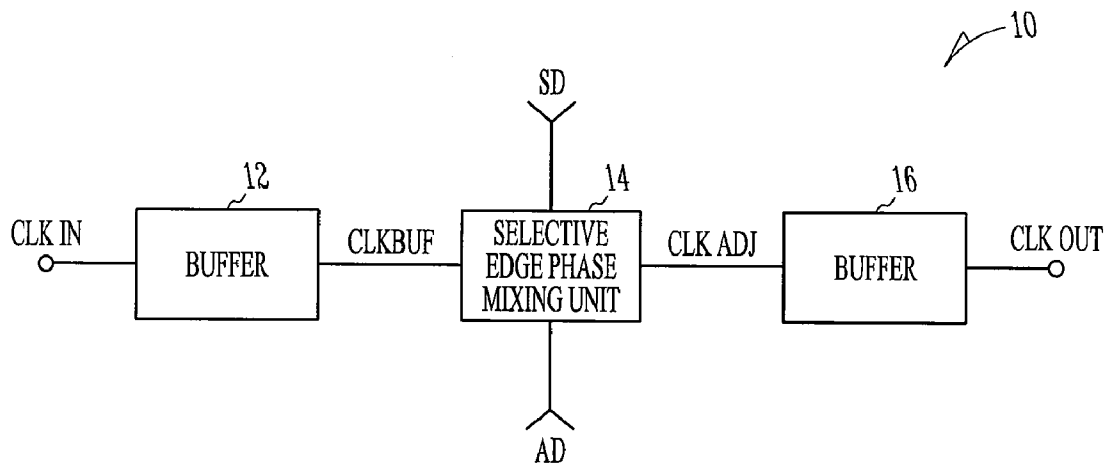 10
SD
12
14
16
CLK IN
BUFFER
CLKBUF
SELECTIVE
EDGE PHASE
MIXING UNIT
CLK ADJ
BUFFER
CLK OUT
AD